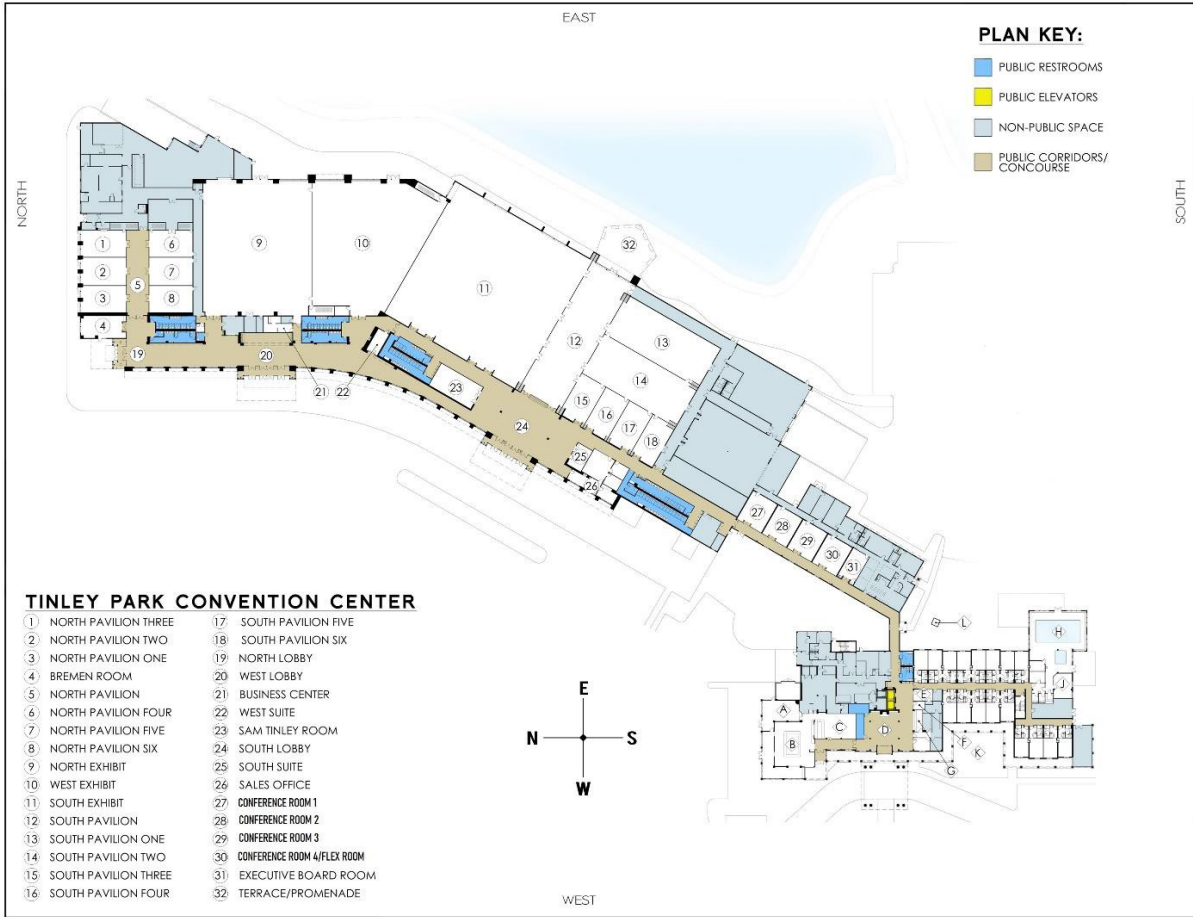 EAST
PLAN KEY:
PUBLIC RESTROOMS
PUBLIC ELEVATORS
NON-PUBLIC SPACE
PUBLIC CORRIDORS/
CONCOURSE
NORTH
SOUTH
32
1
6
9
10
2
7
5
11
3
8
4
12
13
19
20
14
21
22
23
15
16
24
17
18
25
26
27
28
29
30
31
TINLEY PARK CONVENTION CENTER
1 NORTH PAVILION THREE
2 NORTH PAVILION TWO
3 NORTH PAVILION ONE
4 BREMEN ROOM
5 NORTH PAVILION
6 NORTH PAVILION FOUR
7 NORTH PAVILION FIVE
8 NORTH PAVILION SIX
9 NORTH EXHIBIT
10 WEST EXHIBIT
11 SOUTH EXHIBIT
12 SOUTH PAVILION
13 SOUTH PAVILION ONE
14 SOUTH PAVILION TWO
15 SOUTH PAVILION THREE
16 SOUTH PAVILION FOUR
17 SOUTH PAVILION FIVE
18 SOUTH PAVILION SIX
19 NORTH LOBBY
20 WEST LOBBY
21 BUSINESS CENTER
22 WEST SUITE
23 SAM TINLEY ROOM
24 SOUTH LOBBY
25 SOUTH SUITE
26 SALES OFFICE
27 CONFERENCE ROOM 1
28 CONFERENCE ROOM 2
29 CONFERENCE ROOM 3
30 CONFERENCE ROOM 4/FLEX ROOM
31 EXECUTIVE BOARD ROOM
32 TERRACE/PROMENADE
E
N
S
W
L
H
J
E
A
C
D
B
F
K
G
WEST